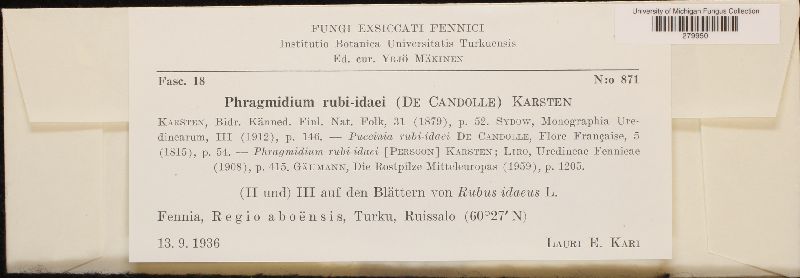 University of Michigan Fungus Collection
279950
FUNGI EXSICCATI FENNICI
Institutio Botanica Universitatis Turkuensis
Ed. cur. YRJÖ MÄKINEN
Fasc. 18
N:o 871
Phragmidium rubi-idaei (DE CANDOLLE) KARSTEN
KARSTEN, Bidr. Känned. Finl. Nat. Folk, 31 (1879), p. 52. SYDOW, Monographia Ure-
dinearum, III (1912), p. 146. — Puccinia rubi-idaei DE CANDOLLE, Flore Française, 5
(1815), p. 54. — Phragmidium rubi idaei [PERSOON] KARSTEN; LIRO, Uredineae Fennicae
(1908), p. 415. GÄUMANN, Die Rostpilze Mitteleuropas (1959), p. 1205.
(II und) III auf den Blättern von Rubus idaeus L.
Fennia, Regio aboënsis, Turku, Ruissalo (60°27′ N)
13. 9. 1936
LAURI E. KARI